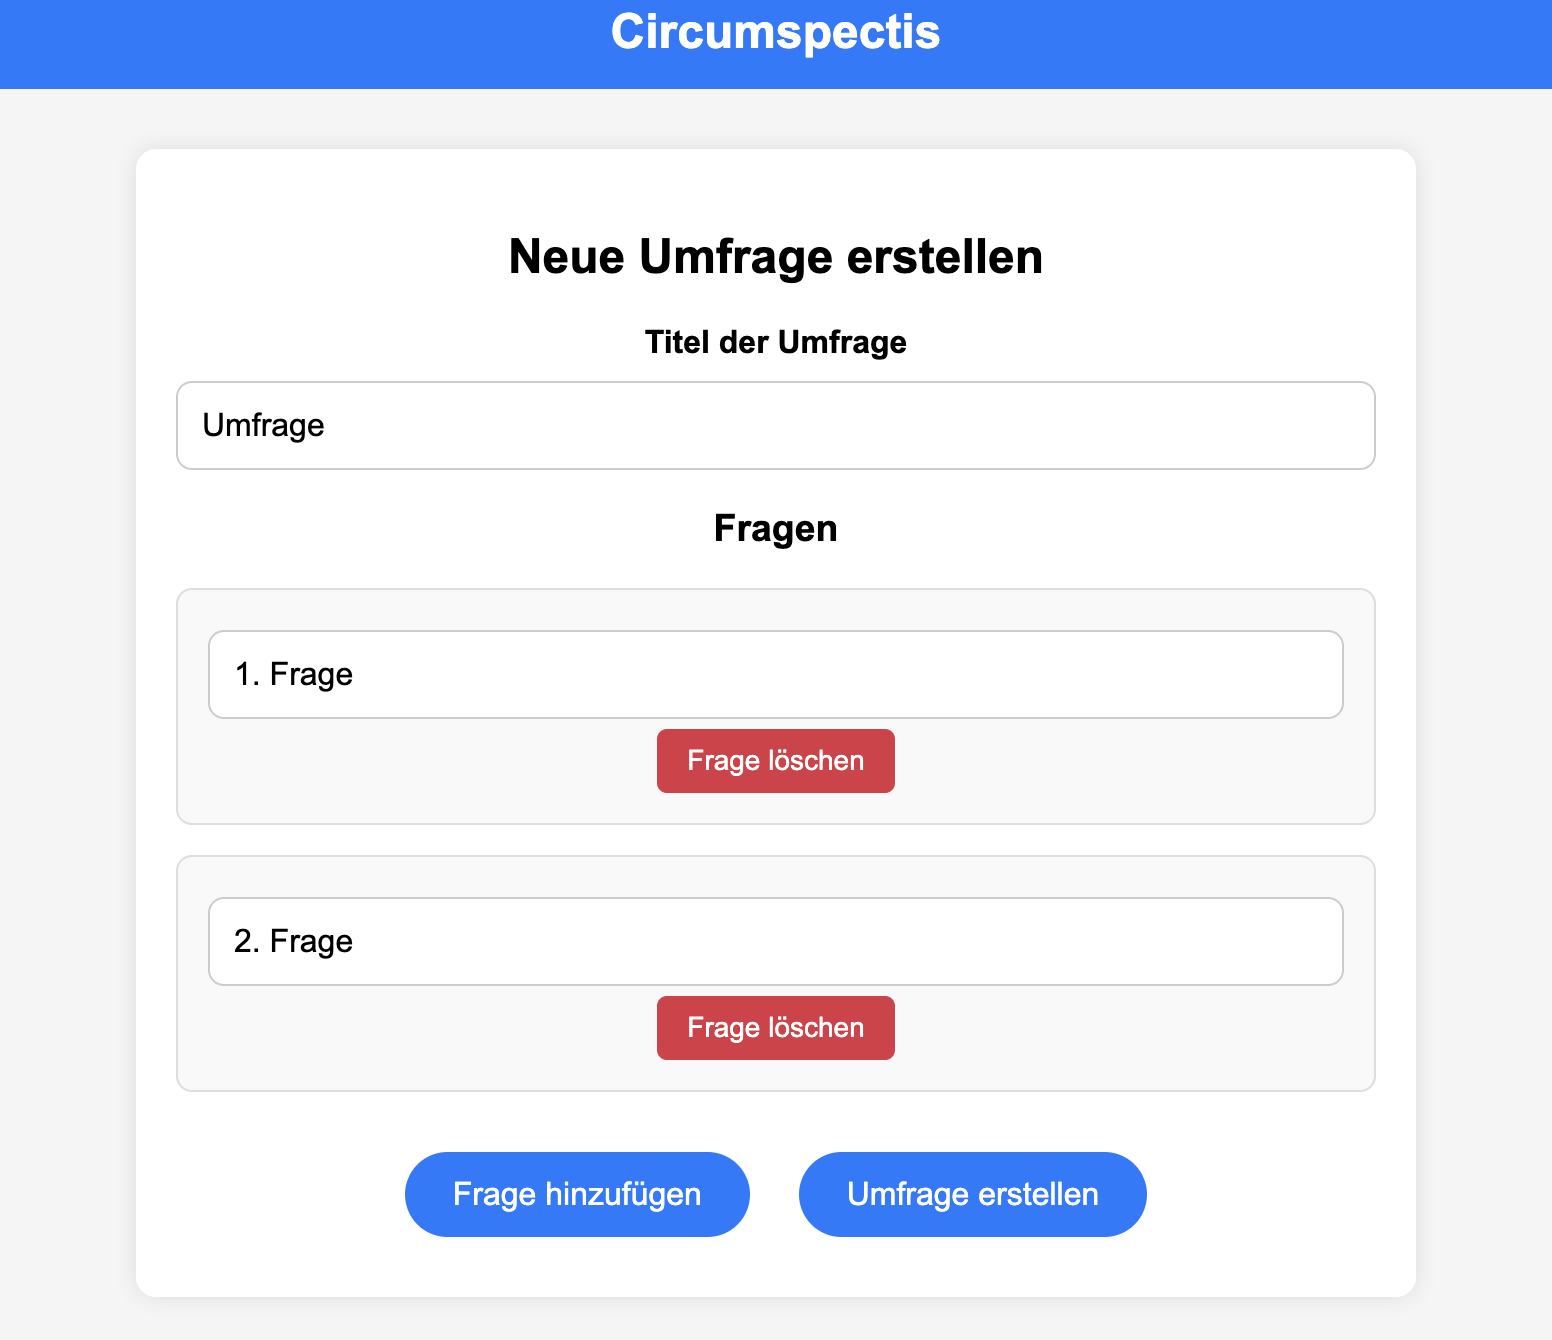 Circumspectis
Neue Umfrage erstellen
Titel der Umfrage
Umfrage
Fragen
1. Frage
Frage löschen
2. Frage
Frage löschen
Frage hinzufügen
Umfrage erstellen